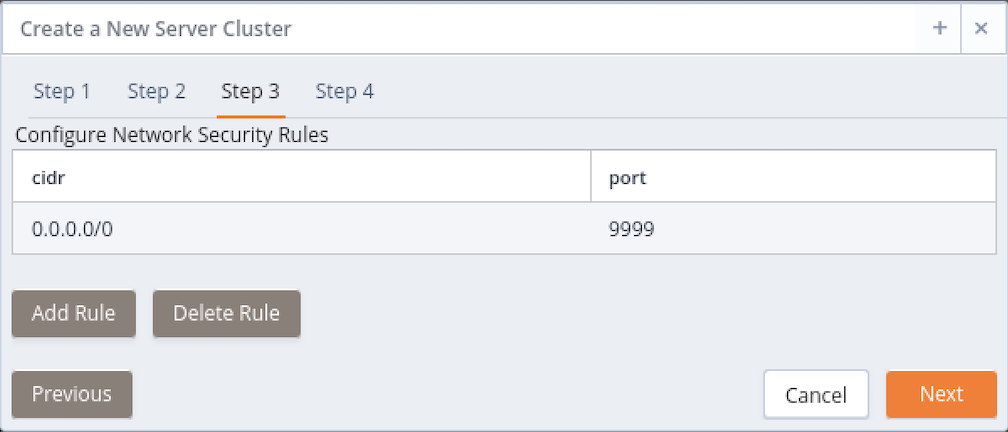 Create a New Server Cluster
Step 1 Step 2 Step 3 Step 4
Configure Network Security Rules
cidr port
0.0.0.0/0 9999
Add Rule Delete Rule
Previous Cancel Next